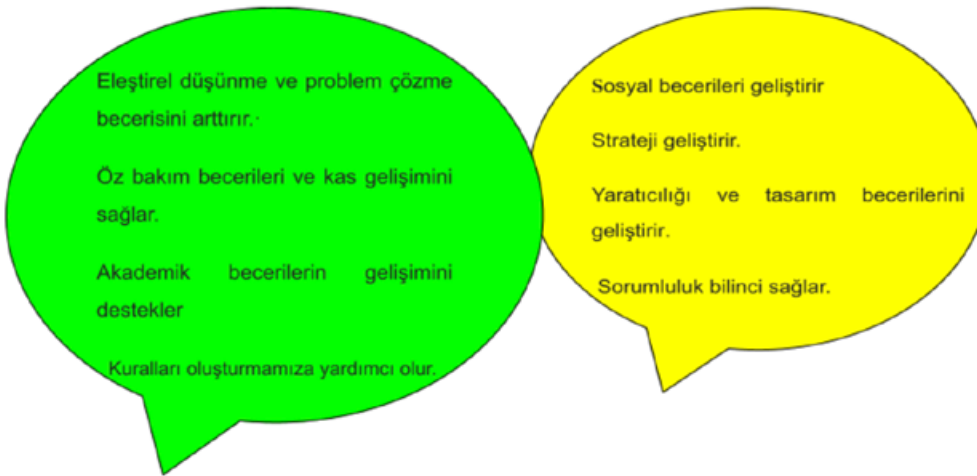 Eleştirel düşünme ve problem çözme
becerisini arttırır.·
Öz bakım becerileri ve kas gelişimini
sağlar.
Akademik becerilerin gelişimini
destekler
Kuralları oluşturmamıza yardımcı olur.
Sosyal becerileri geliştirir
Strateji geliştirir.
Yaratıcılığı ve tasarım becerilerini
geliştirir.
Sorumluluk bilinci sağlar.